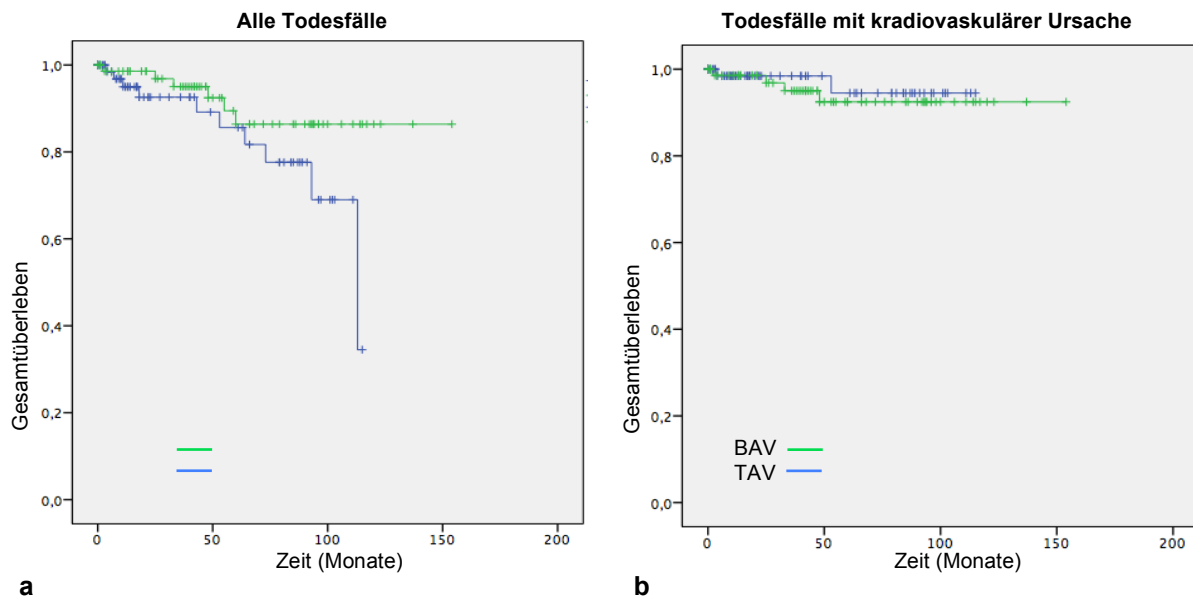 Alle Todesfälle
Gesamtüberleben
1,0
0,8
0,6
0,4
0,2
0,0
0
50
100
150
200
Zeit (Monate)
a
Todesfälle mit kradiovaskulärer Ursache
Gesamtüberleben
1,0
0,8
0,6
0,4
0,2
0,0
BAV
TAV
0
50
100
150
200
Zeit (Monate)
b